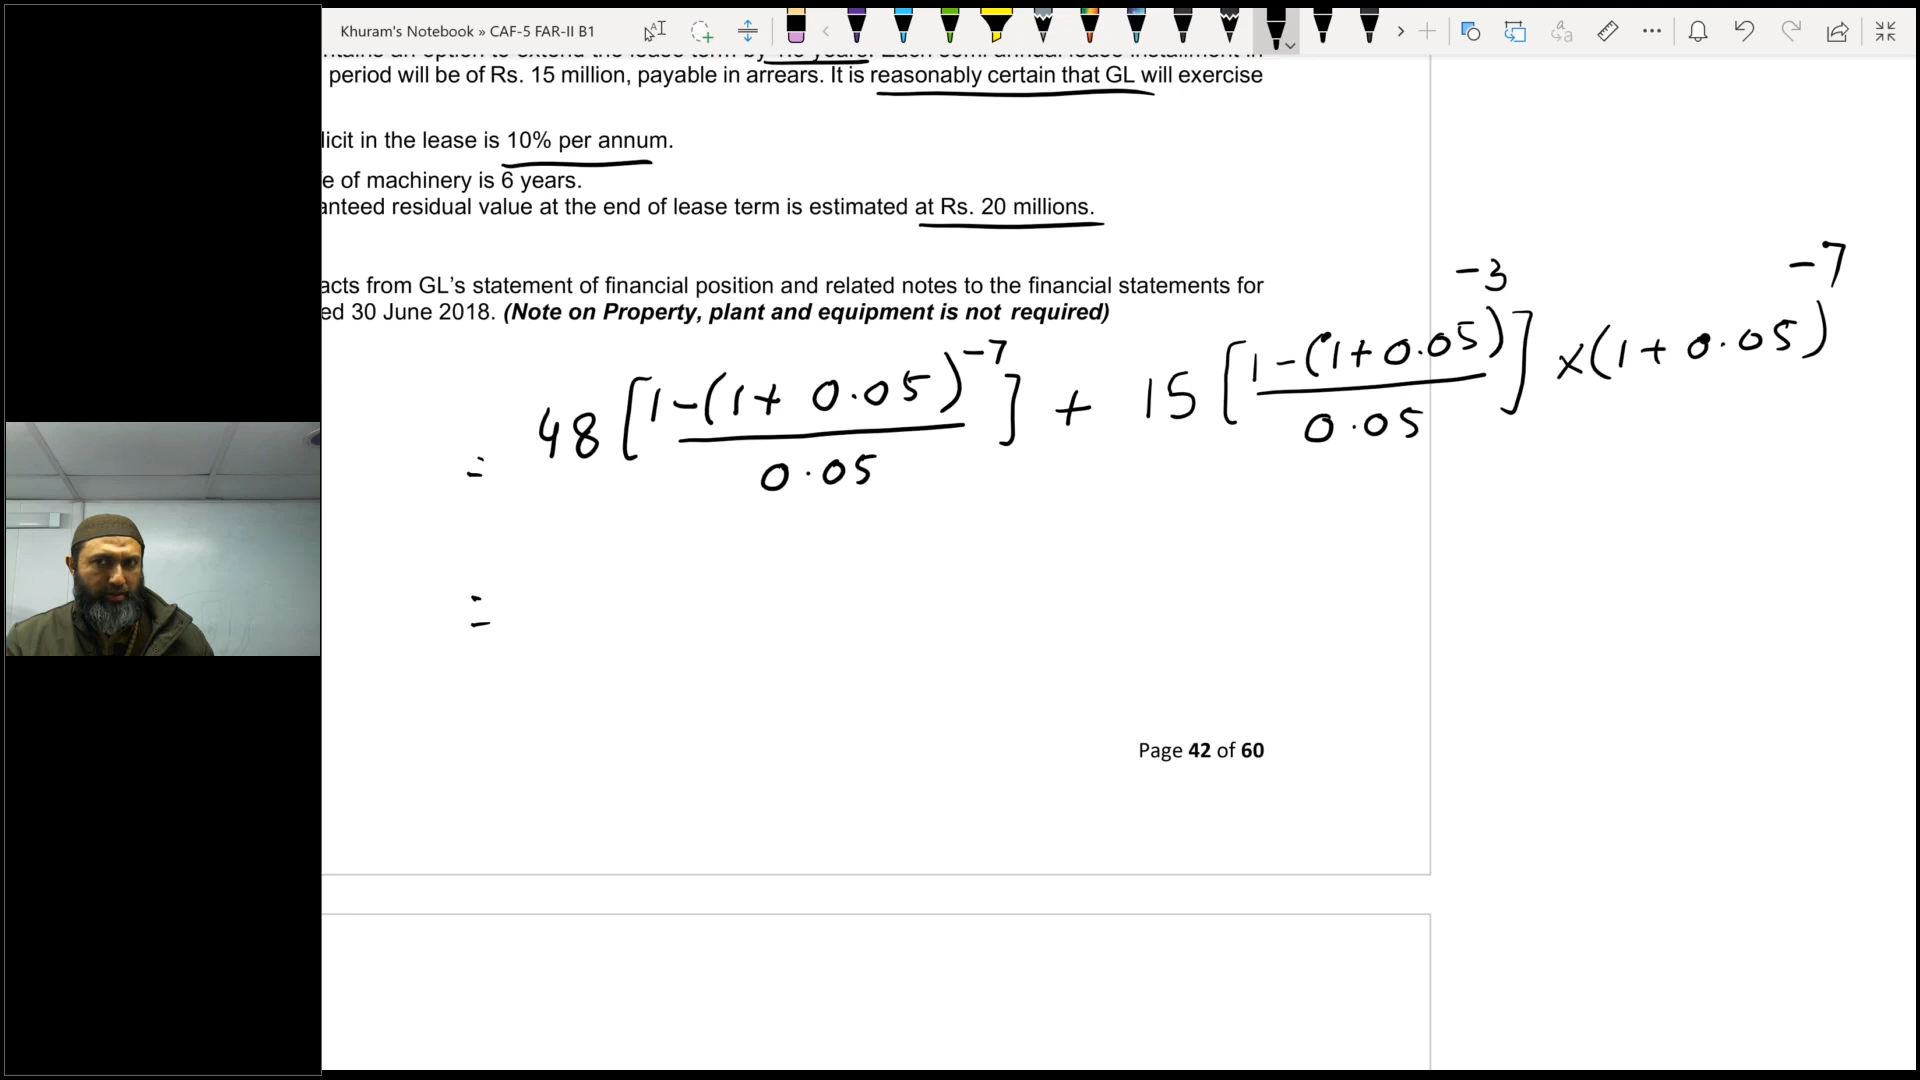 Khuram's Notebook » CAF-5 FAR-II B1
period will be of Rs. 15 million, payable in arrears. It is reasonably certain that GL will exercise
licit in the lease is 10% per annum.
e of machinery is 6 years.
anteed residual value at the end of lease term is estimated at Rs. 20 millions.
acts from GL's statement of financial position and related notes to the financial statements for
ed 30 June 2018. (Note on Property, plant and equipment is not required)
= 48 [1-(1+0.05)^-7 / 0.05] + 15 [1-(1+0.05)^-3 / 0.05] x (1+0.05)^-7
=
Page 42 of 60